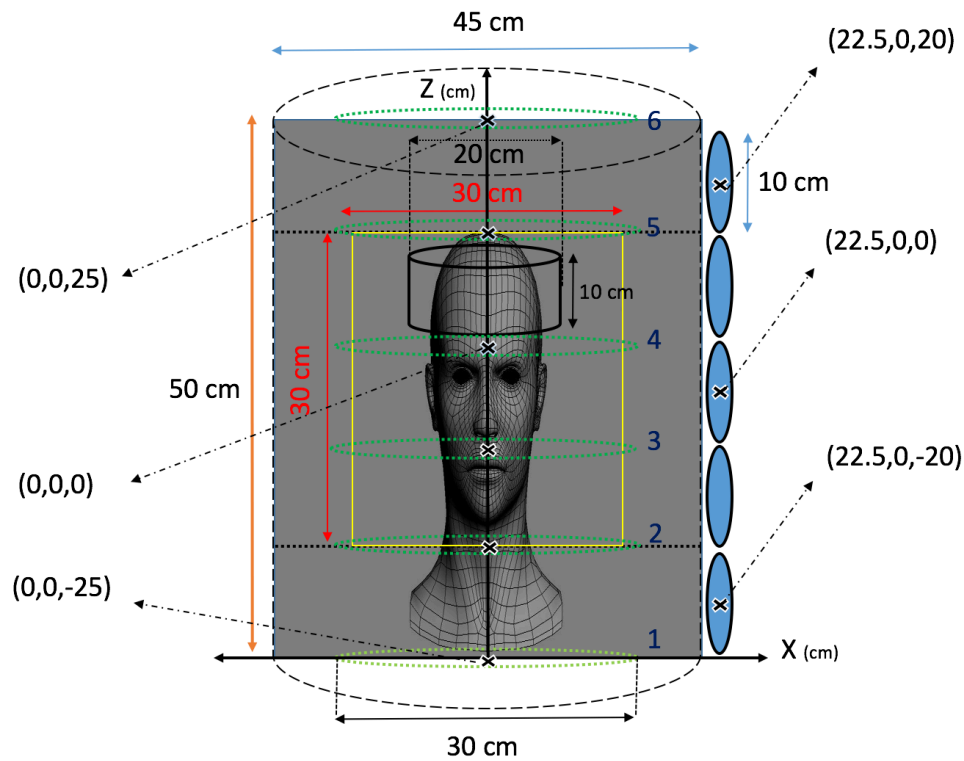 45 cm
(22.5,0,20)
Z (cm)
6
20 cm
10 cm
30 cm
5
(22.5,0,0)
(0,0,25)
10 cm
4
30 cm
50 cm
3
(22.5,0,-20)
(0,0,0)
2
(0,0,-25)
1
X (cm)
30 cm